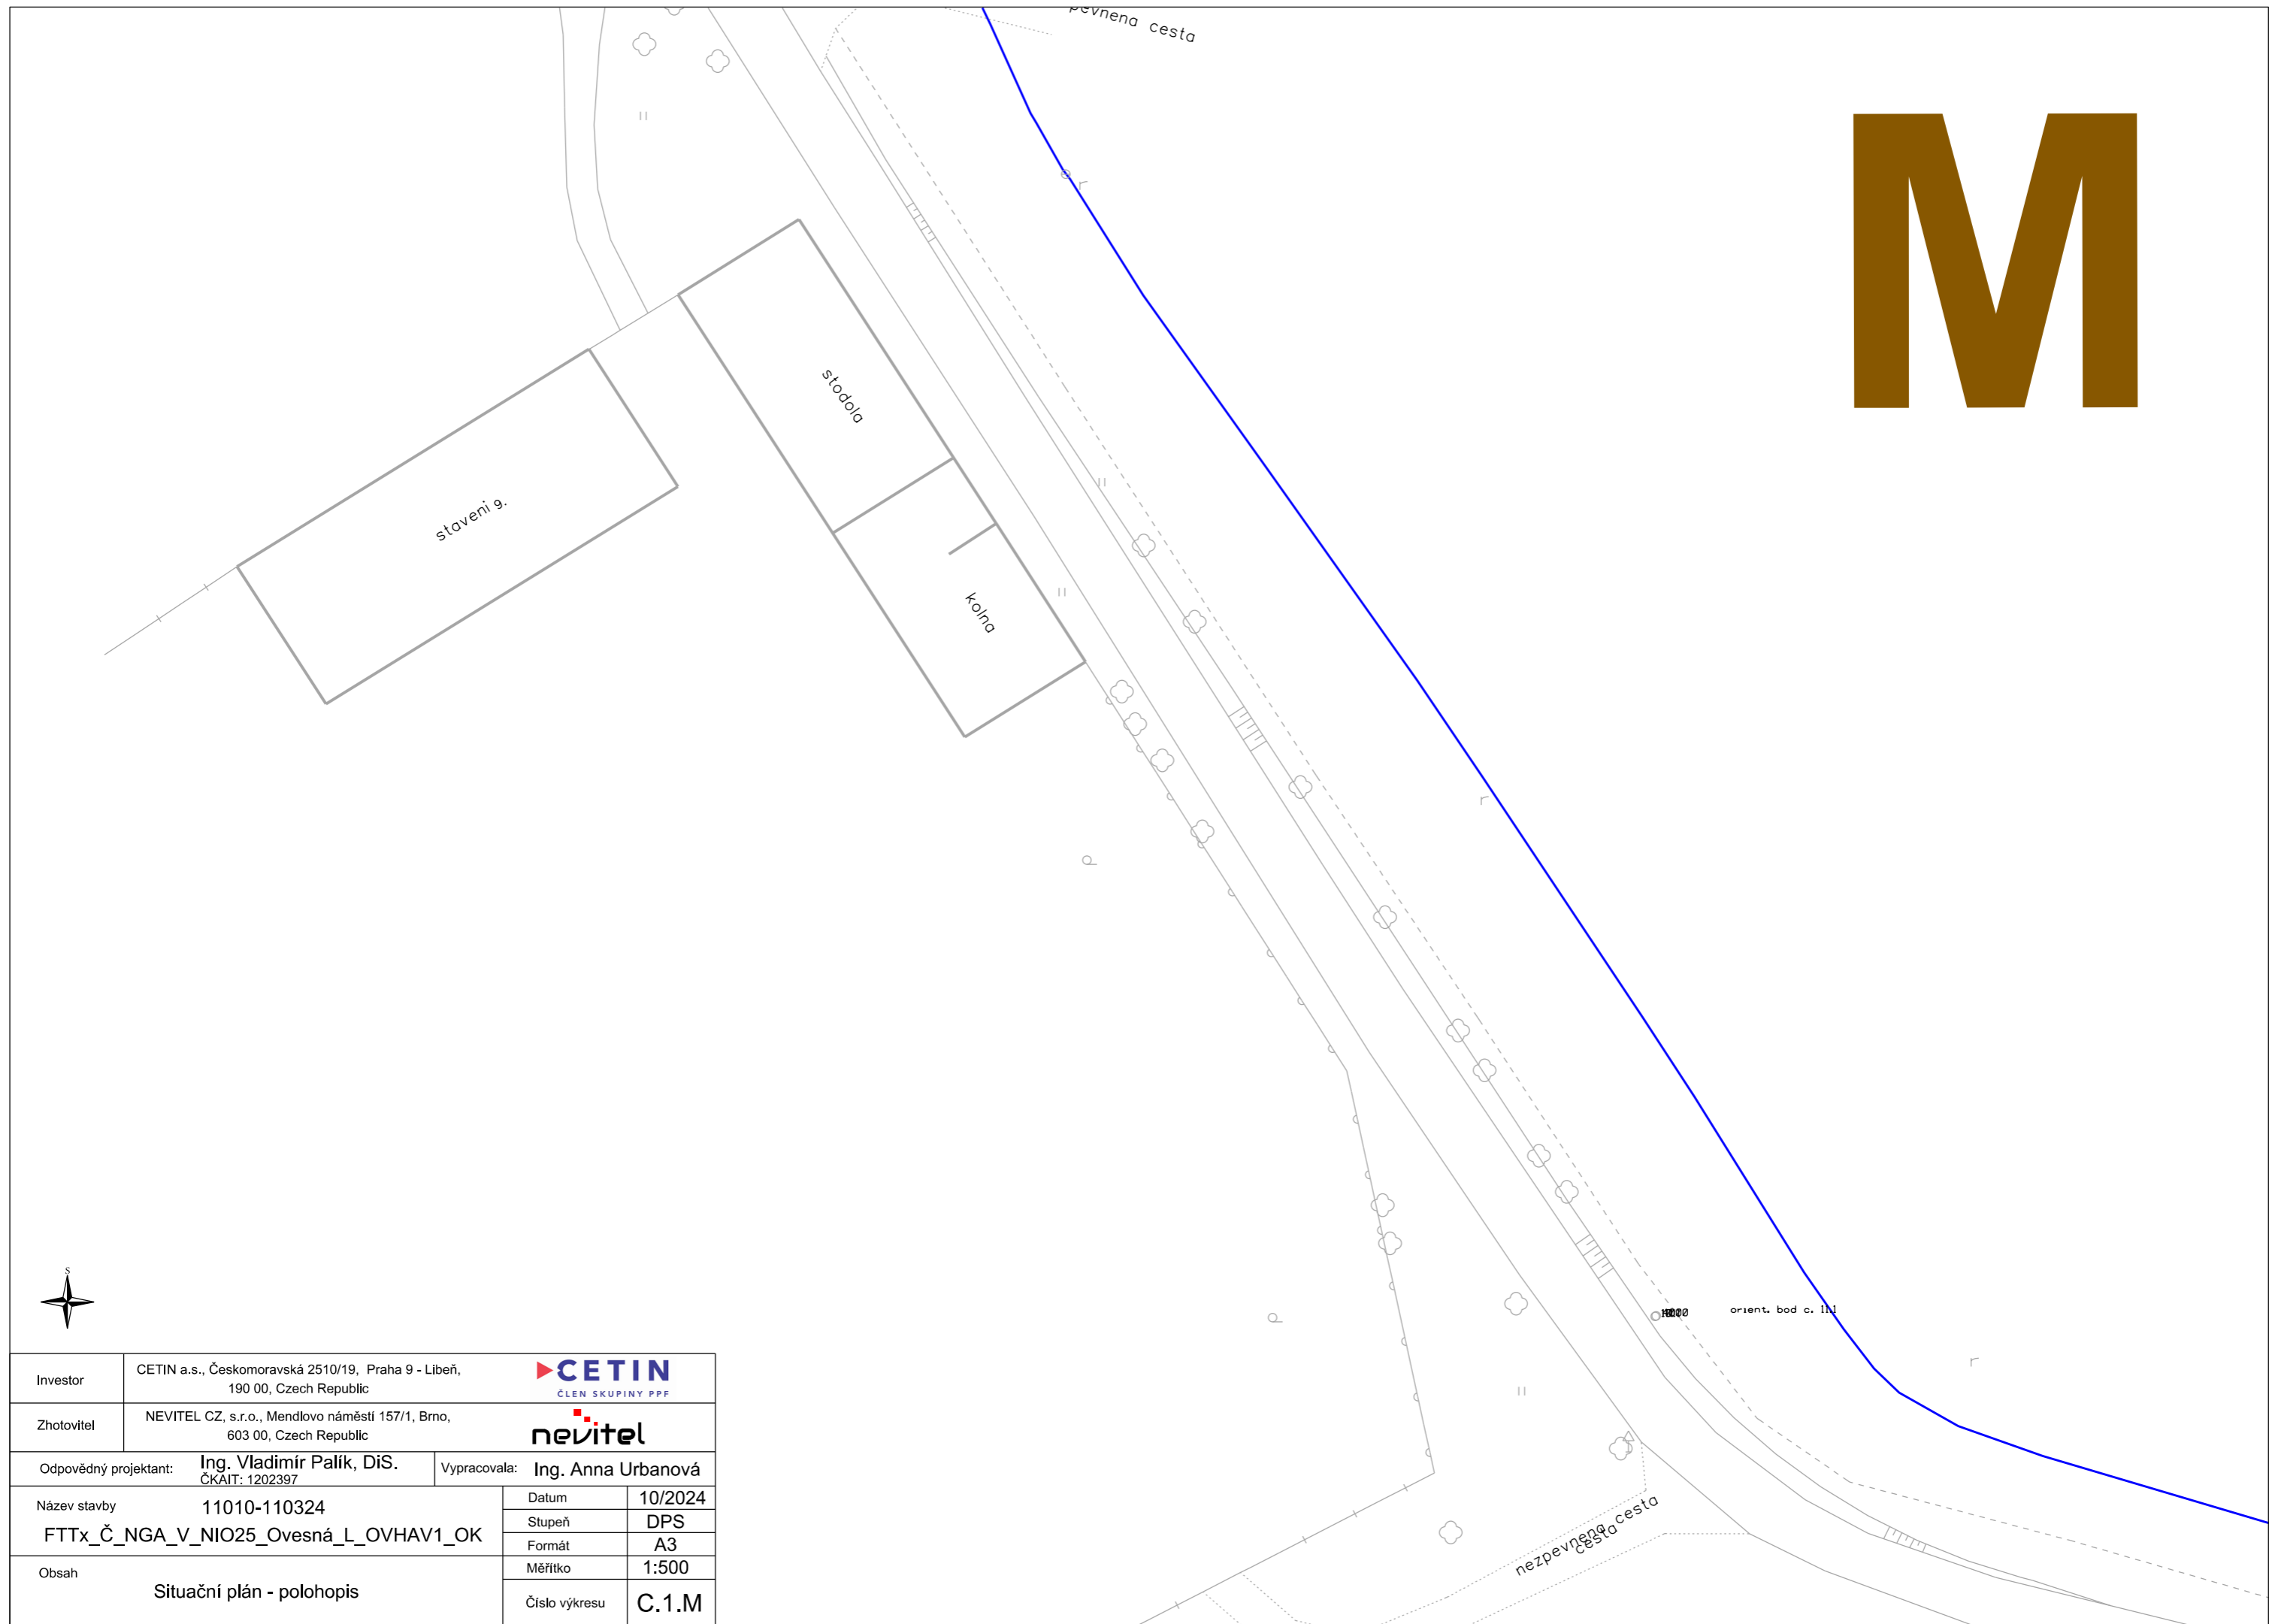 pevnena cesta
M
e
r
stodola
staveni 9.
kolna
r
q
q
orient. bod c. 11.1
r
S
nezpevnena cesta
cesta
Investor
CETIN a.s., Českomoravská 2510/19, Praha 9 - Libeň,
190 00, Czech Republic
CETIN
ČLEN SKUPINY PPF
Zhotovitel
NEVITEL CZ, s.r.o., Mendlovo náměstí 157/1, Brno,
603 00, Czech Republic
nevitel
Odpovědný projektant: Ing. Vladimír Palík, DiS.
ČKAIT: 1202397
Vypracovala: Ing. Anna Urbanová
Název stavby 11010-110324
FTTx_Č_NGA_V_NIO25_Ovesná_L_OVHAV1_OK
Datum 10/2024
Stupeň DPS
Formát A3
Měřítko 1:500
Obsah
Situační plán - polohopis
Číslo výkresu C.1.M